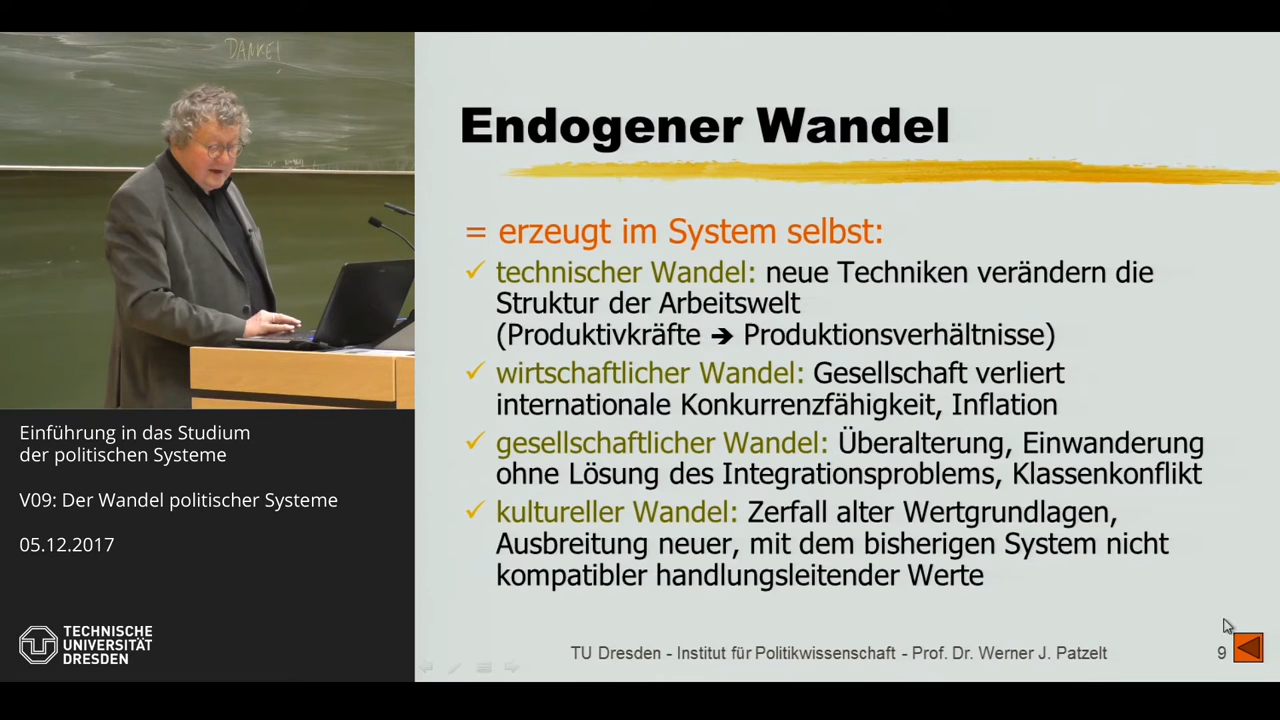 DANKE!
Einführung in das Studium
der politischen Systeme
V09: Der Wandel politischer Systeme
05.12.2017
TECHNISCHE
UNIVERSITÄT
DRESDEN
Endogener Wandel
= erzeugt im System selbst:
✓ technischer Wandel: neue Techniken verändern die
Struktur der Arbeitswelt
(Produktivkräfte ➔ Produktionsverhältnisse)
✓ wirtschaftlicher Wandel: Gesellschaft verliert
internationale Konkurrenzfähigkeit, Inflation
✓ gesellschaftlicher Wandel: Überalterung, Einwanderung
ohne Lösung des Integrationsproblems, Klassenkonflikt
✓ kultureller Wandel: Zerfall alter Wertgrundlagen,
Ausbreitung neuer, mit dem bisherigen System nicht
kompatibler handlungsleitender Werte
TU Dresden - Institut für Politikwissenschaft - Prof. Dr. Werner J. Patzelt
9